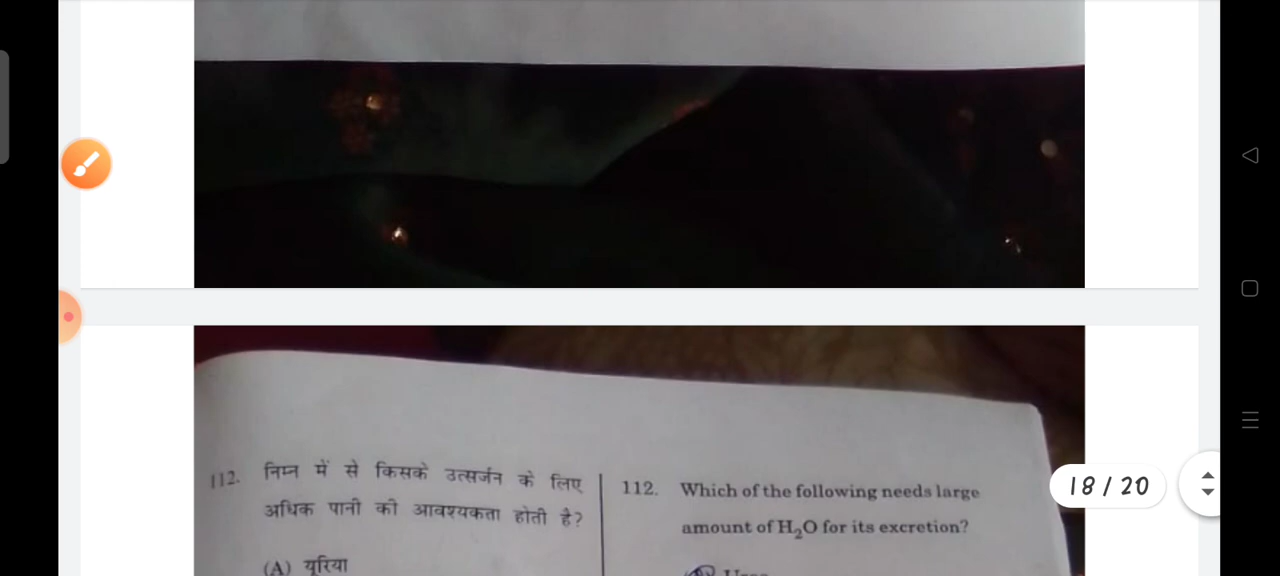 112. निम्न में से किसके उत्सर्जन के लिए
अधिक पानी की आवश्यकता होती है?
(A) यूरिया
112. Which of the following needs large
amount of H₂O for its excretion?
18 / 20